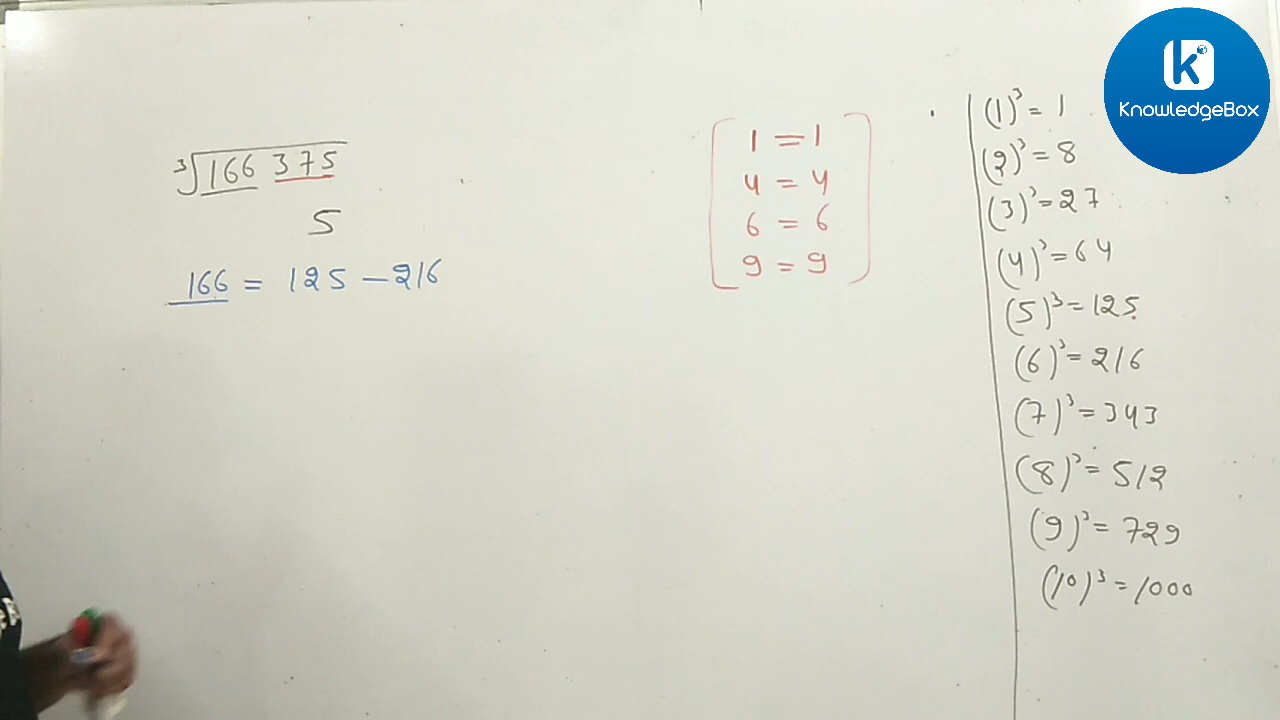 ³√166 375
5
166 = 125 – 216
1 = 1
4 = 4
6 = 6
9 = 9
(1)³ = 1
(2)³ = 8
(3)³ = 27
(4)³ = 64
(5)³ = 125
(6)³ = 216
(7)³ = 343
(8)³ = 512
(9)³ = 729
(10)³ = 1000
k
KNOWLEDGEBOX